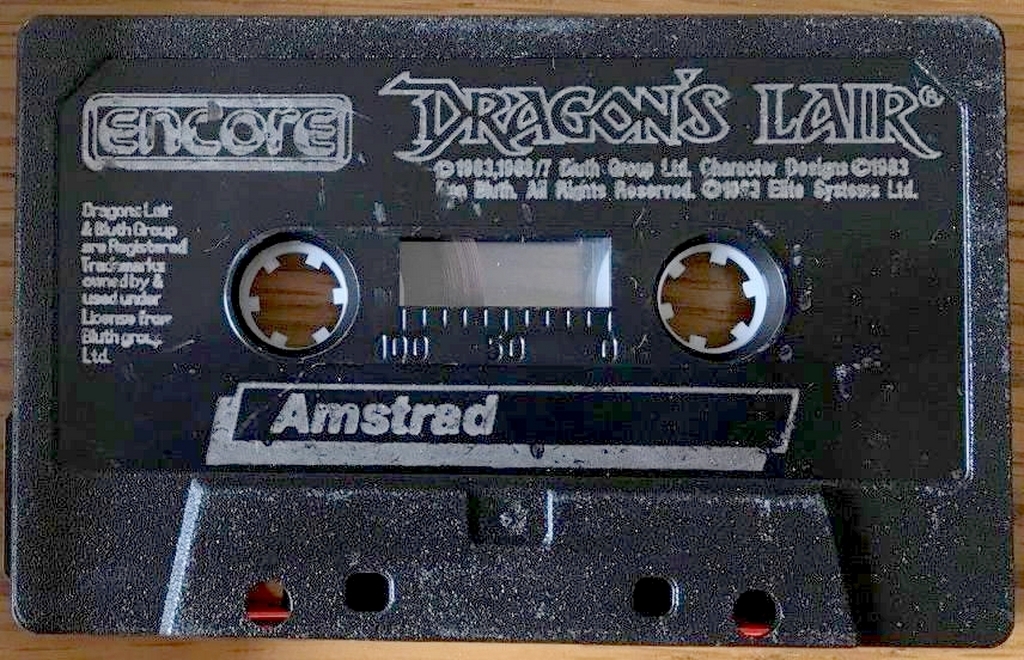 encore
DRAGON'S LAIR®
©1983,1986/7 Bluth Group Ltd. Character Designs ©1983
Bluth. All Rights Reserved. ©1983 Elite Systems Ltd.
Dragons Lair
& Bluth Group
are Registered
Trademarks
owned by &
used under
License from
Bluth group
Ltd.
100 50 0
Amstrad